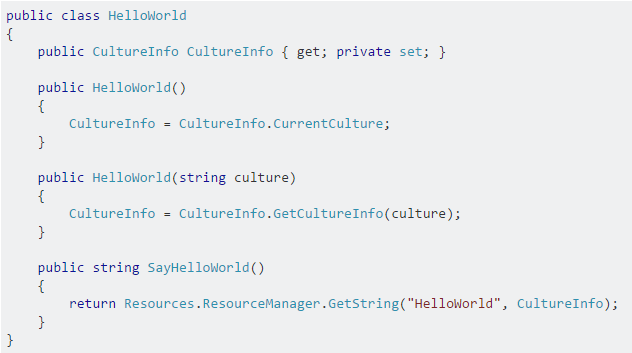 public class HelloWorld
{
    public CultureInfo CultureInfo { get; private set; }
    public HelloWorld()
    {
        CultureInfo = CultureInfo.CurrentCulture;
    }
    public HelloWorld(string culture)
    {
        CultureInfo = CultureInfo.GetCultureInfo(culture);
    }
    public string SayHelloWorld()
    {
        return Resources.ResourceManager.GetString("HelloWorld", CultureInfo);
    }
}